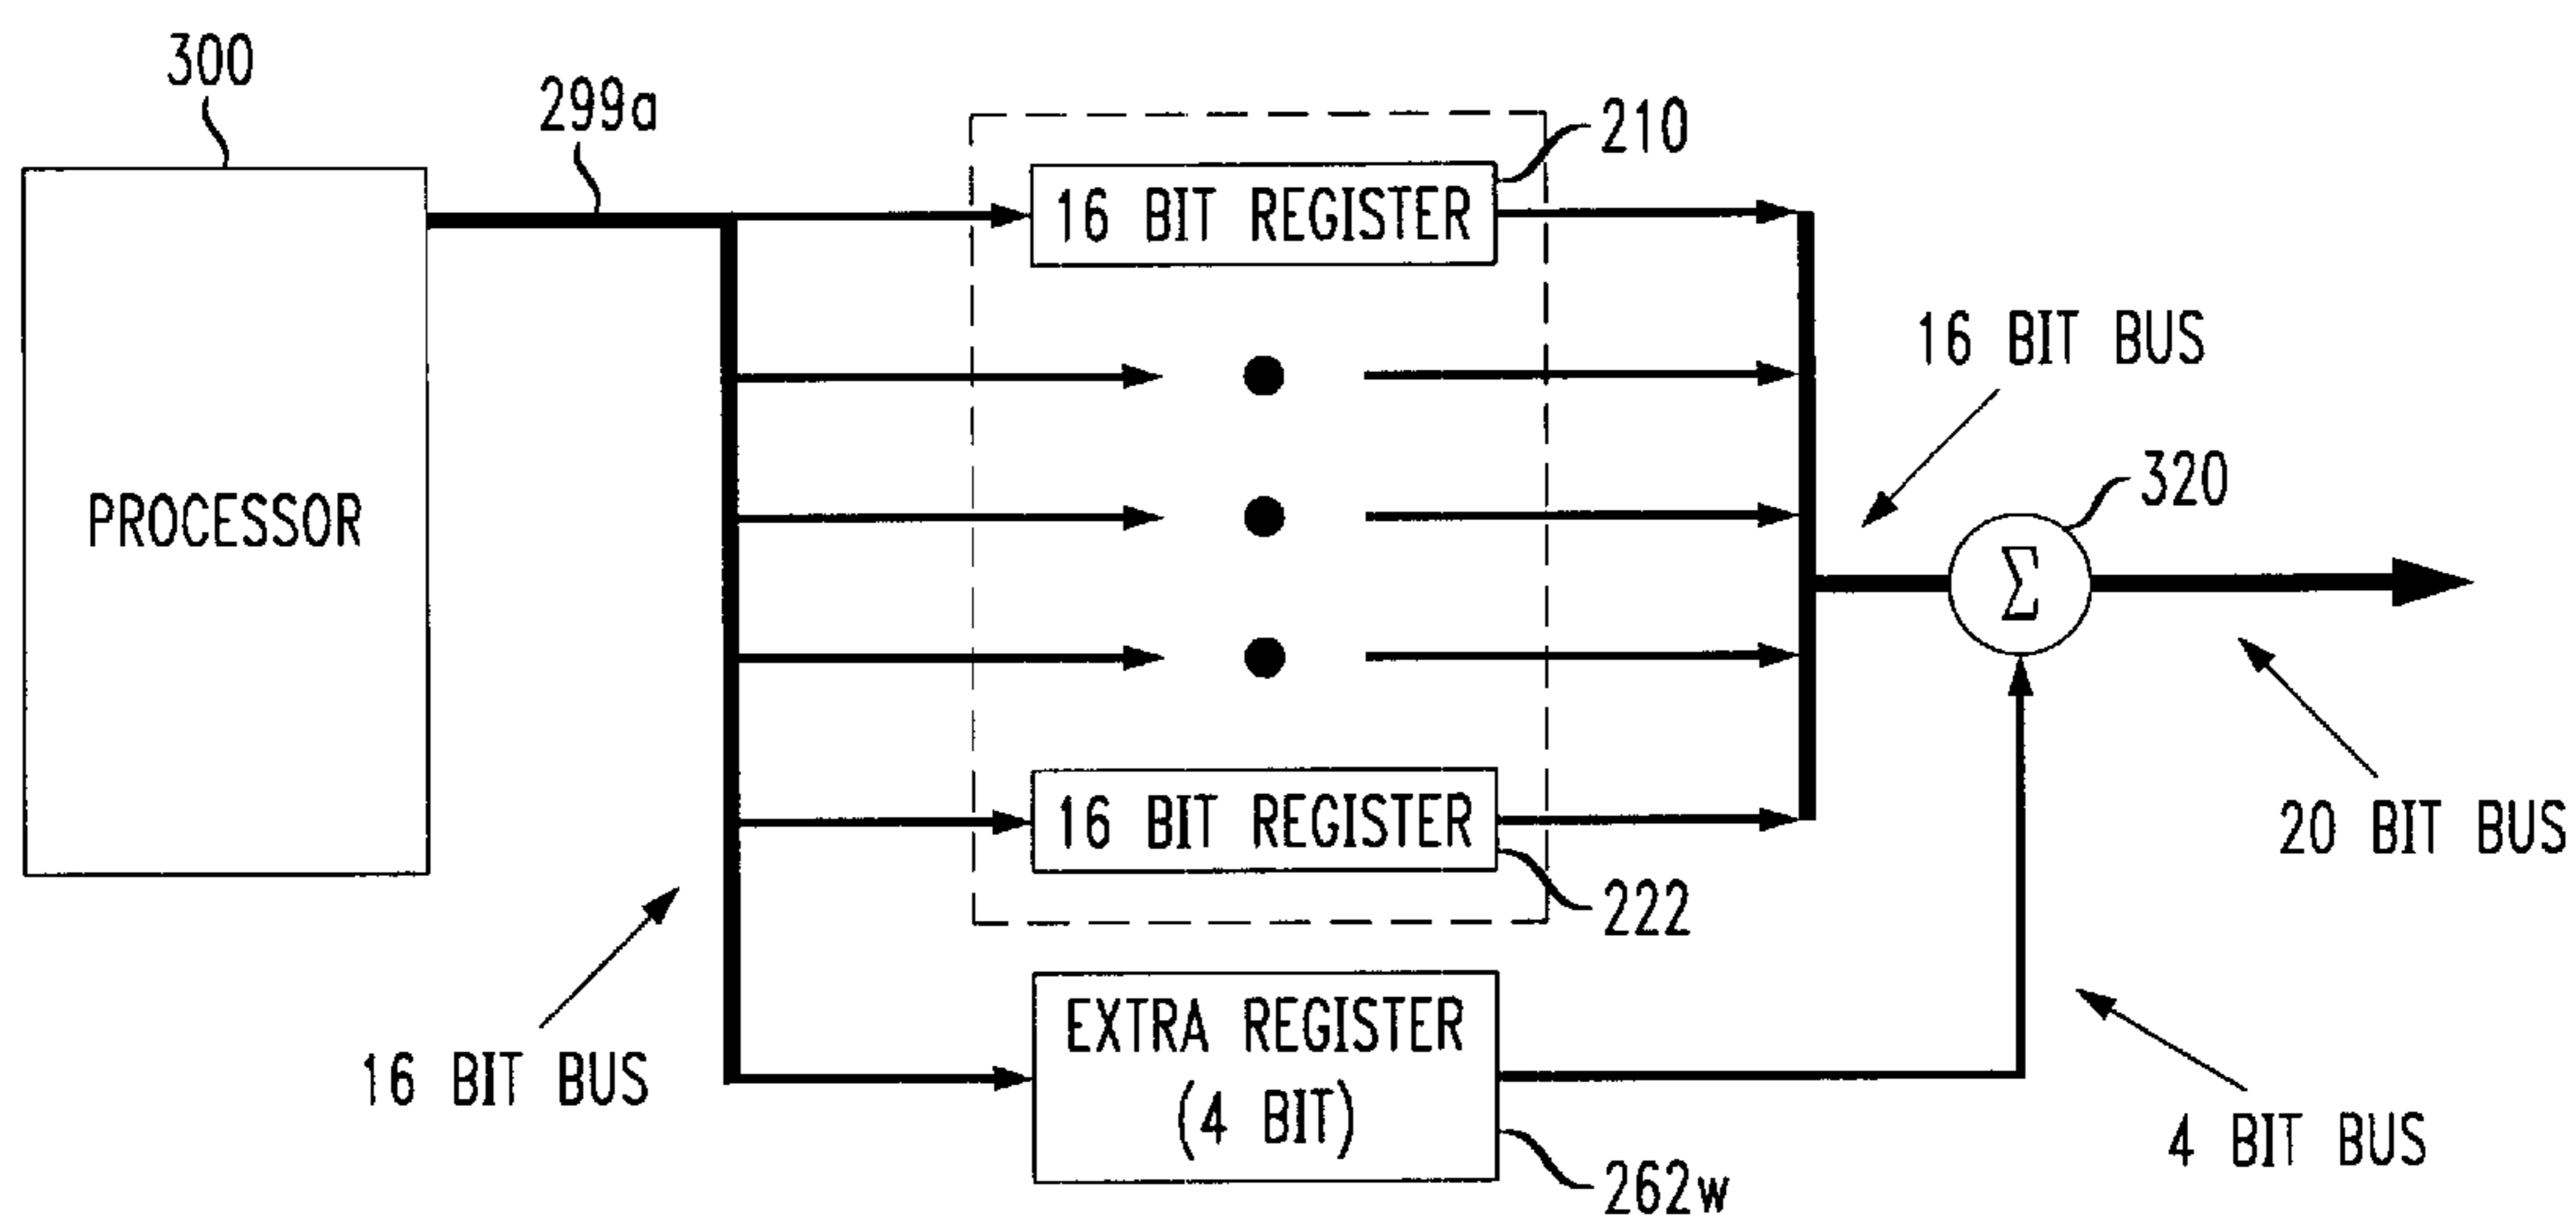 300
299a
210
16 BIT REGISTER
16 BIT BUS
320
PROCESSOR
Σ
16 BIT REGISTER
20 BIT BUS
222
EXTRA REGISTER
(4 BIT)
16 BIT BUS
4 BIT BUS
262w